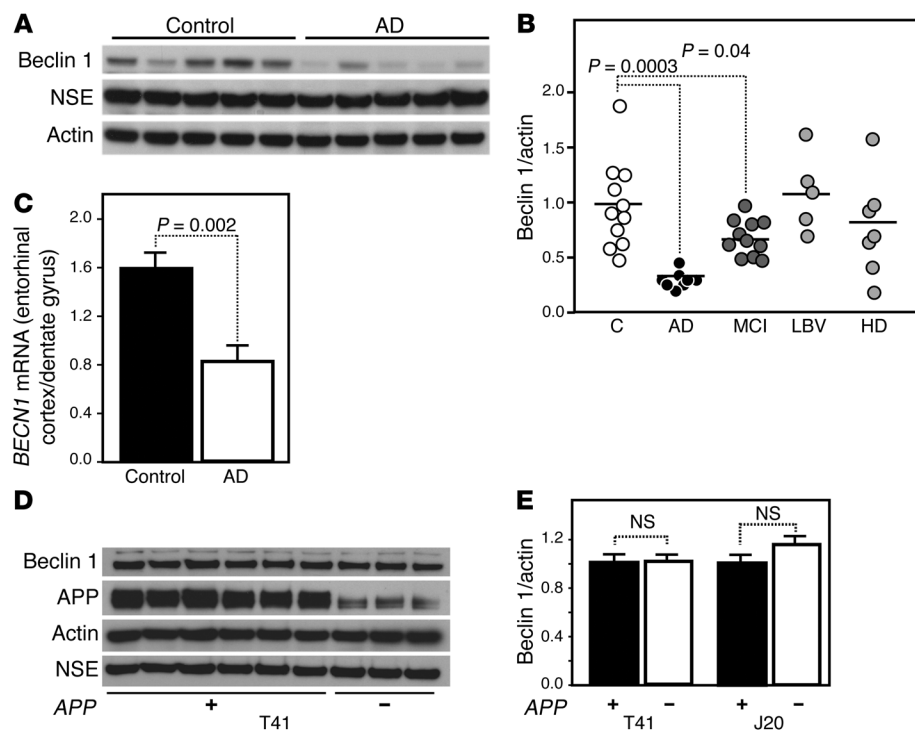 A
Control AD
Beclin 1
NSE
Actin
B
P = 0.04
P = 0.0003
Beclin 1/actin
2.0
1.5
1.0
0.5
0.0
C AD MCI LBV HD
C
BECN1 mRNA (entorhinal
cortex/dentate gyrus)
2.0
1.6
1.2
0.8
0.4
0.0
P = 0.002
Control AD
D
Beclin 1
APP
Actin
NSE
APP + −
T41
E
Beclin 1/actin
1.2
1.0
0.8
0.4
0.0
NS NS
APP + − + −
T41 J20